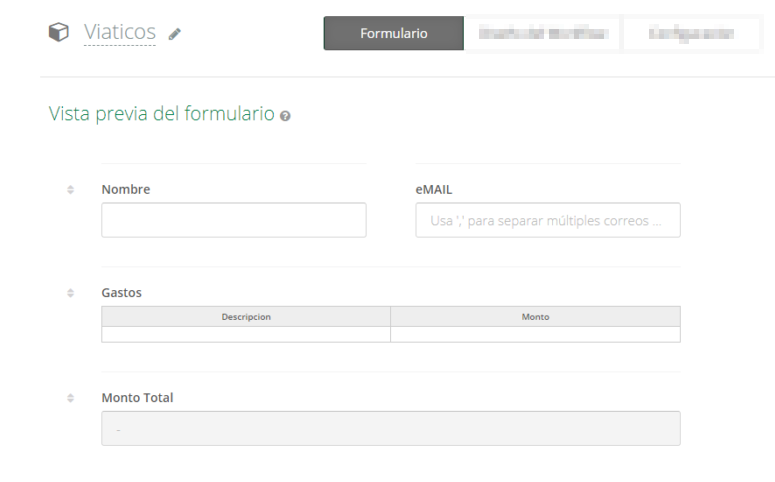 Viaticos
Formulario
Vista previa del formulario
Nombre
eMAIL
Usa ',' para separar múltiples correos ...
Gastos
Descripcion
Monto
Monto Total
-